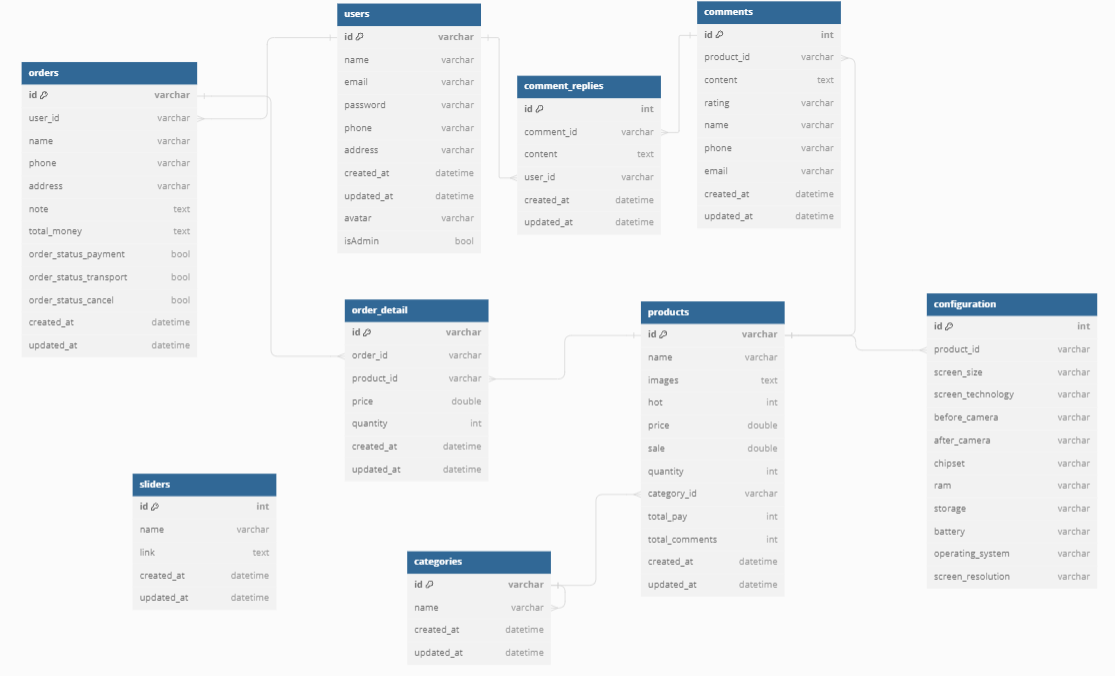 users
id varchar
name varchar
email varchar
password varchar
phone varchar
address varchar
created_at datetime
updated_at datetime
avatar varchar
isAdmin bool
comments
id int
product_id varchar
content text
rating varchar
name varchar
phone varchar
email varchar
created_at datetime
updated_at datetime
orders
id varchar
user_id varchar
name varchar
phone varchar
address varchar
note text
total_money text
order_status_payment bool
order_status_transport bool
order_status_cancel bool
created_at datetime
updated_at datetime
comment_replies
id int
comment_id varchar
content text
user_id varchar
created_at datetime
updated_at datetime
order_detail
id varchar
order_id varchar
product_id varchar
price double
quantity int
created_at datetime
updated_at datetime
products
id varchar
name varchar
images text
hot int
price double
sale double
quantity int
category_id varchar
total_pay int
total_comments int
created_at datetime
updated_at datetime
configuration
id int
product_id varchar
screen_size varchar
screen_technology varchar
before_camera varchar
after_camera varchar
chipset varchar
ram varchar
storage varchar
battery varchar
operating_system varchar
screen_resolution varchar
sliders
id int
name varchar
link text
created_at datetime
updated_at datetime
categories
id varchar
name varchar
created_at datetime
updated_at datetime